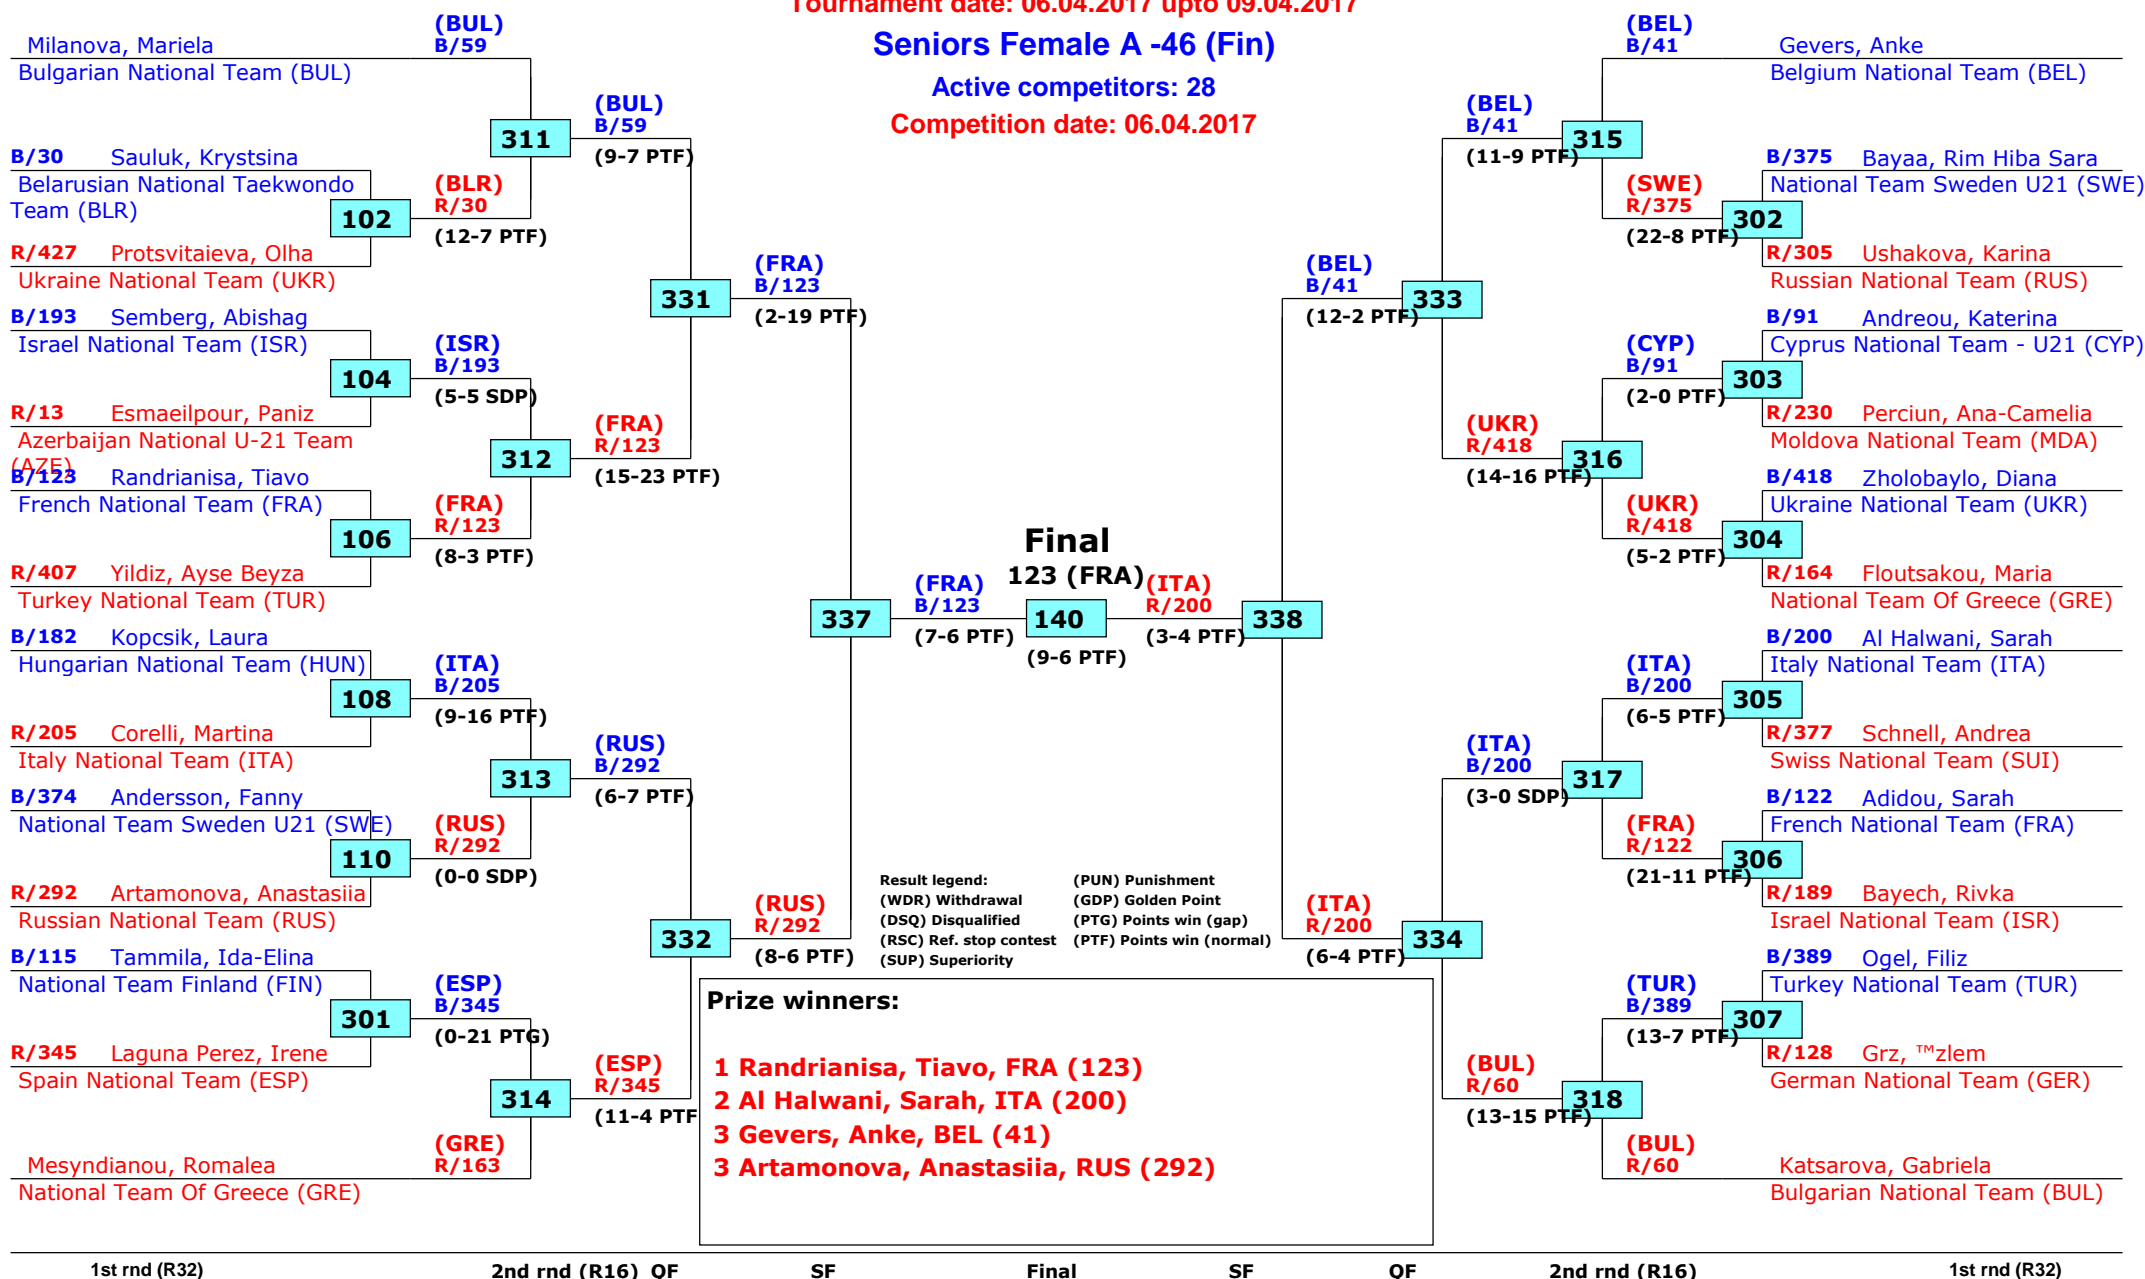 Tournament date: 06.04.2017 upto 09.04.2017
Seniors Female A -46 (Fin)
Active competitors: 28
Competition date: 06.04.2017
Milanova, Mariela
Bulgarian National Team (BUL)
(BUL)
B/59
B/30 Sauluk, Krystsina
Belarusian National Taekwondo
Team (BLR)
102
R/427 Protsvitaieva, Olha
Ukraine National Team (UKR)
(BLR)
R/30
(12-7 PTF)
311
(BUL)
B/59
(9-7 PTF)
B/193 Semberg, Abishag
Israel National Team (ISR)
104
R/13 Esmaeilpour, Paniz
Azerbaijan National U-21 Team
(AZE)
(ISR)
B/193
(5-5 SDP)
B/123 Randrianisa, Tiavo
French National Team (FRA)
106
R/407 Yildiz, Ayse Beyza
Turkey National Team (TUR)
(FRA)
R/123
(8-3 PTF)
312
(FRA)
R/123
(15-23 PTF)
331
(FRA)
B/123
(2-19 PTF)
B/182 Kopcsik, Laura
Hungarian National Team (HUN)
108
R/205 Corelli, Martina
Italy National Team (ITA)
(ITA)
B/205
(9-16 PTF)
B/374 Andersson, Fanny
National Team Sweden U21 (SWE)
110
R/292 Artamonova, Anastasiia
Russian National Team (RUS)
(RUS)
R/292
(0-0 SDP)
313
(RUS)
B/292
(6-7 PTF)
B/115 Tammila, Ida-Elina
National Team Finland (FIN)
301
R/345 Laguna Perez, Irene
Spain National Team (ESP)
(ESP)
B/345
(0-21 PTG)
314
(ESP)
R/345
(11-4 PTF
(GRE)
R/163
Mesyndianou, Romalea
National Team Of Greece (GRE)
332
(RUS)
R/292
(8-6 PTF)
337
(FRA)
B/123
(7-6 PTF)
Final
123 (FRA)
140
(9-6 PTF)
(ITA)
R/200
(3-4 PTF)
338
(BEL)
B/41
(12-2 PTF)
333
(BEL)
B/41
(11-9 PTF)
315
(BEL)
B/41
Gevers, Anke
Belgium National Team (BEL)
(SWE)
R/375
(22-8 PTF)
302
B/375 Bayaa, Rim Hiba Sara
National Team Sweden U21 (SWE)
R/305 Ushakova, Karina
Russian National Team (RUS)
(UKR)
R/418
(14-16 PTF)
316
(CYP)
B/91
(2-0 PTF)
303
B/91 Andreou, Katerina
Cyprus National Team - U21 (CYP)
R/230 Perciun, Ana-Camelia
Moldova National Team (MDA)
(UKR)
R/418
(5-2 PTF)
304
B/418 Zholobaylo, Diana
Ukraine National Team (UKR)
R/164 Floutsakou, Maria
National Team Of Greece (GRE)
(ITA)
R/200
(6-4 PTF)
334
(ITA)
B/200
(3-0 SDP)
317
(ITA)
B/200
(6-5 PTF)
305
B/200 Al Halwani, Sarah
Italy National Team (ITA)
R/377 Schnell, Andrea
Swiss National Team (SUI)
(FRA)
R/122
(21-11 PTF)
306
B/122 Adidou, Sarah
French National Team (FRA)
R/189 Bayech, Rivka
Israel National Team (ISR)
(BUL)
R/60
(13-15 PTF)
318
(TUR)
B/389
(13-7 PTF)
307
B/389 Ogel, Filiz
Turkey National Team (TUR)
R/128 Grz, ™zlem
German National Team (GER)
(BUL)
R/60
Katsarova, Gabriela
Bulgarian National Team (BUL)
Result legend: (PUN) Punishment
(WDR) Withdrawal (GDP) Golden Point
(DSQ) Disqualified (PTG) Points win (gap)
(RSC) Ref. stop contest (PTF) Points win (normal)
(SUP) Superiority
Prize winners:
1 Randrianisa, Tiavo, FRA (123)
2 Al Halwani, Sarah, ITA (200)
3 Gevers, Anke, BEL (41)
3 Artamonova, Anastasiia, RUS (292)
1st rnd (R32) 2nd rnd (R16) QF SF Final SF QF 2nd rnd (R16) 1st rnd (R32)